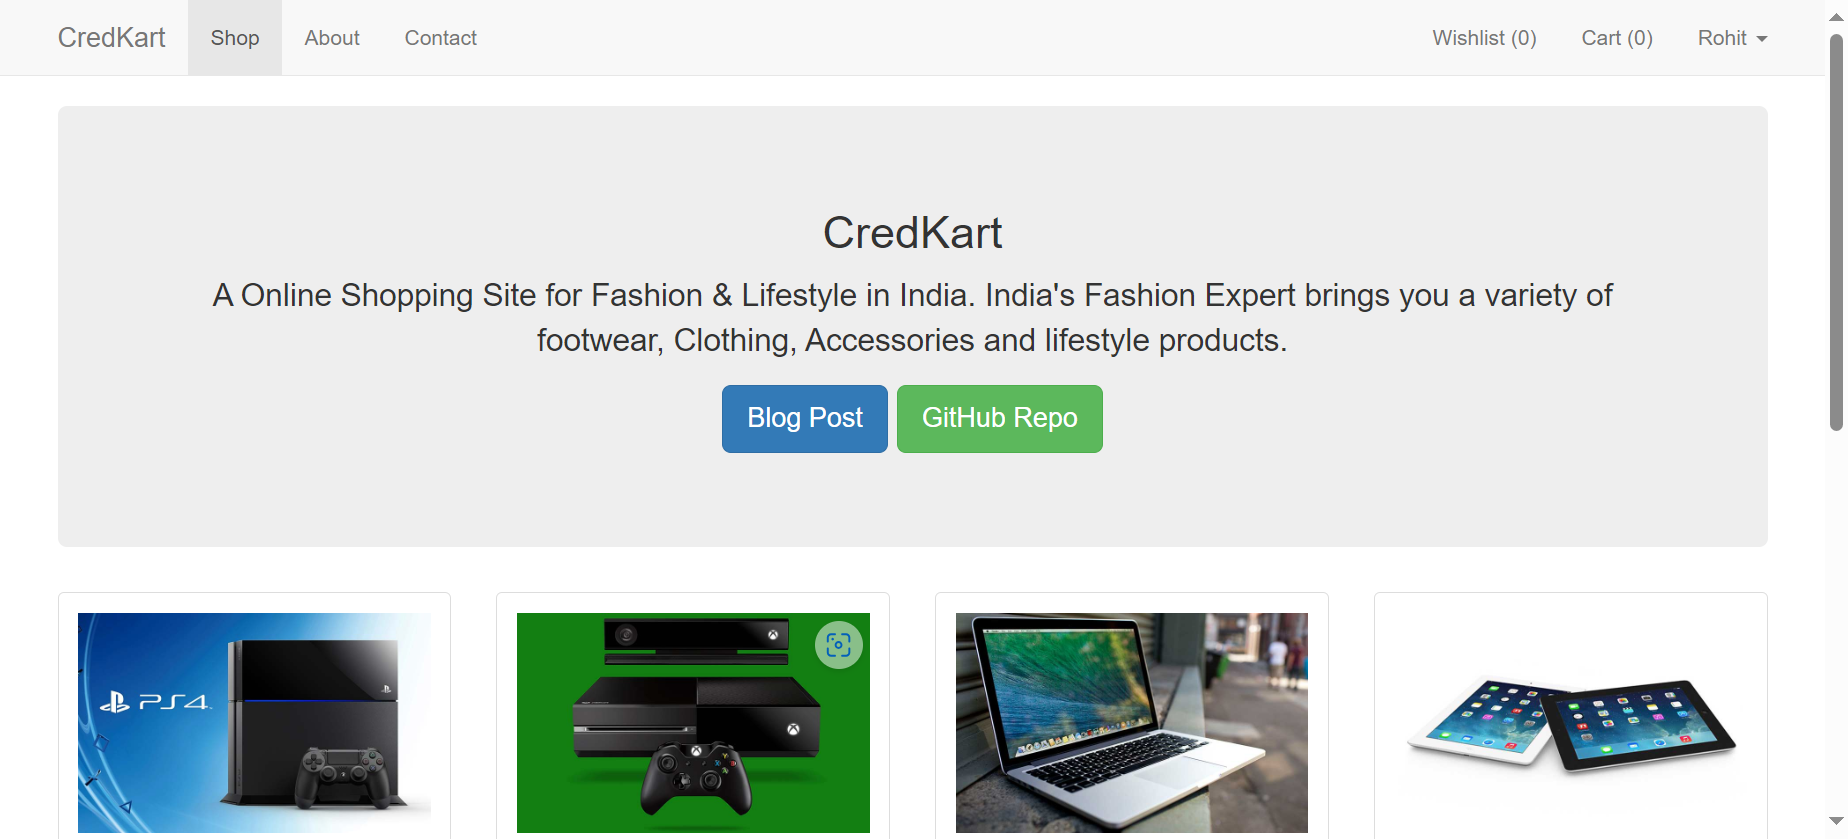 CredKart Shop About Contact Wishlist (0) Cart (0) Rohit
CredKart
A Online Shopping Site for Fashion & Lifestyle in India. India's Fashion Expert brings you a variety of
footwear, Clothing, Accessories and lifestyle products.
Blog Post GitHub Repo
PS4